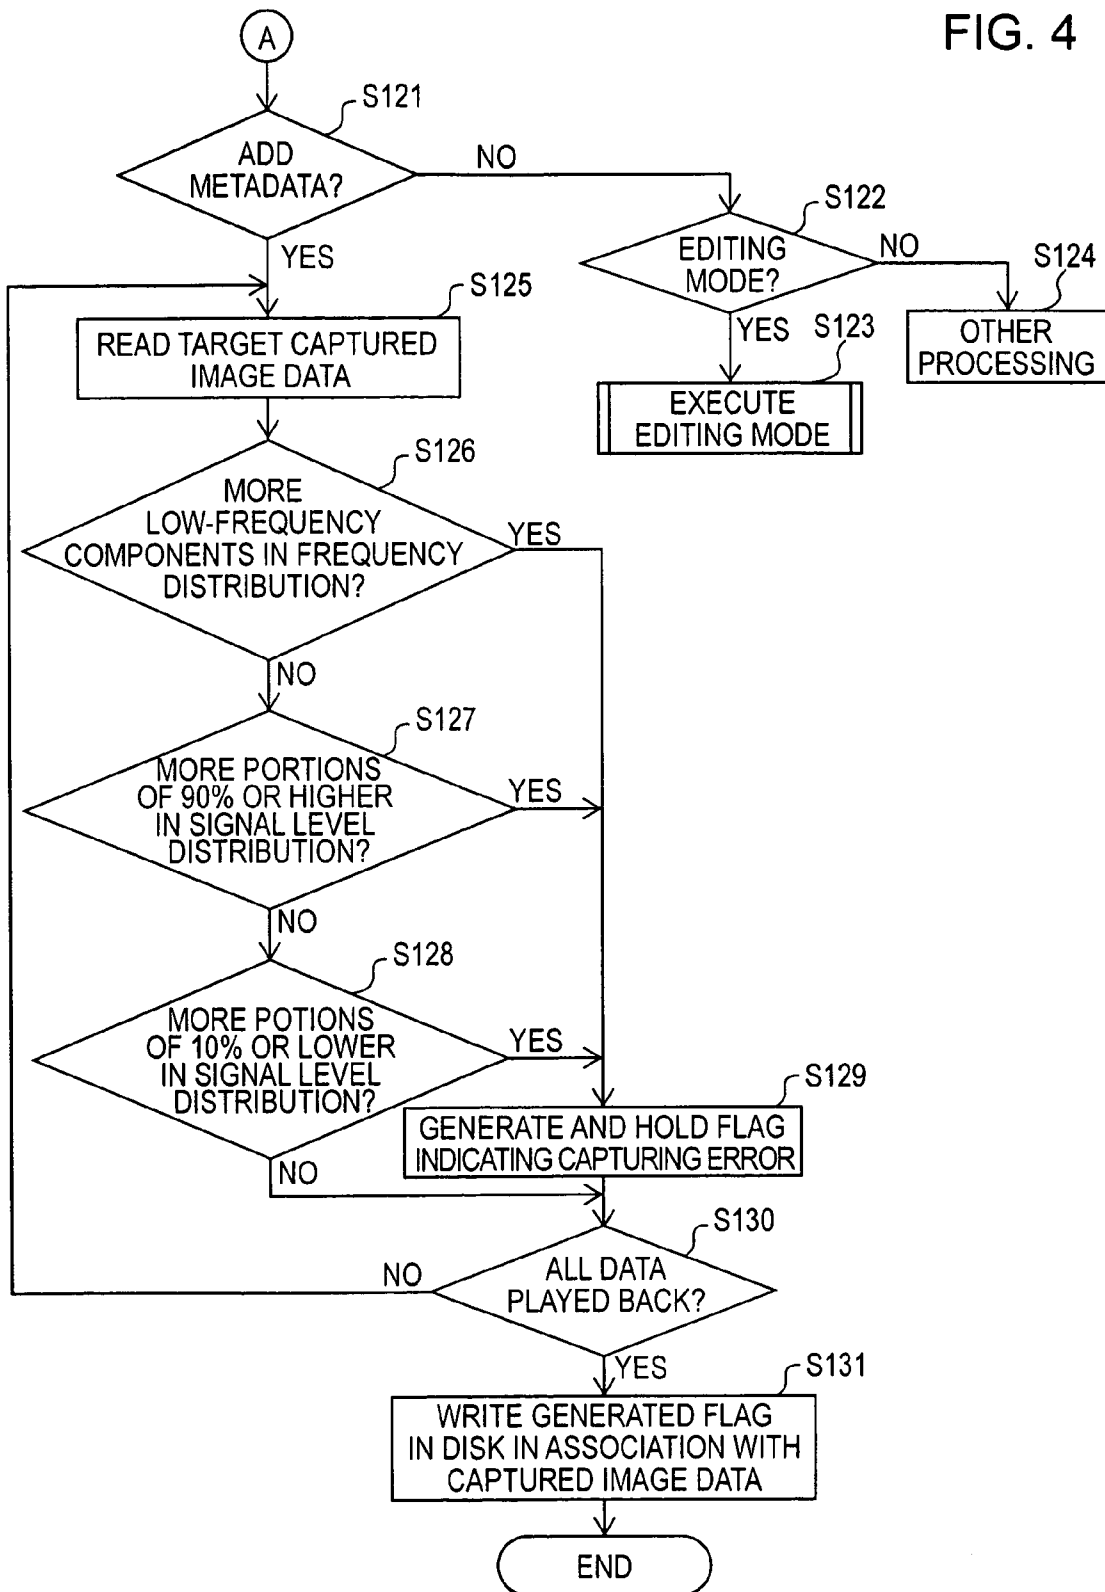 FIG. 4
A
S121
ADD
METADATA?
NO
YES
S122
EDITING
MODE?
NO
YES
S124
OTHER
PROCESSING
S123
EXECUTE
EDITING MODE
S125
READ TARGET CAPTURED
IMAGE DATA
S126
MORE
LOW-FREQUENCY
COMPONENTS IN FREQUENCY
DISTRIBUTION?
YES
NO
S127
MORE PORTIONS
OF 90% OR HIGHER
IN SIGNAL LEVEL
DISTRIBUTION?
YES
NO
S128
MORE POTIONS
OF 10% OR LOWER
IN SIGNAL LEVEL
DISTRIBUTION?
YES
NO
S129
GENERATE AND HOLD FLAG
INDICATING CAPTURING ERROR
S130
ALL DATA
PLAYED BACK?
NO
YES
S131
WRITE GENERATED FLAG
IN DISK IN ASSOCIATION WITH
CAPTURED IMAGE DATA
END